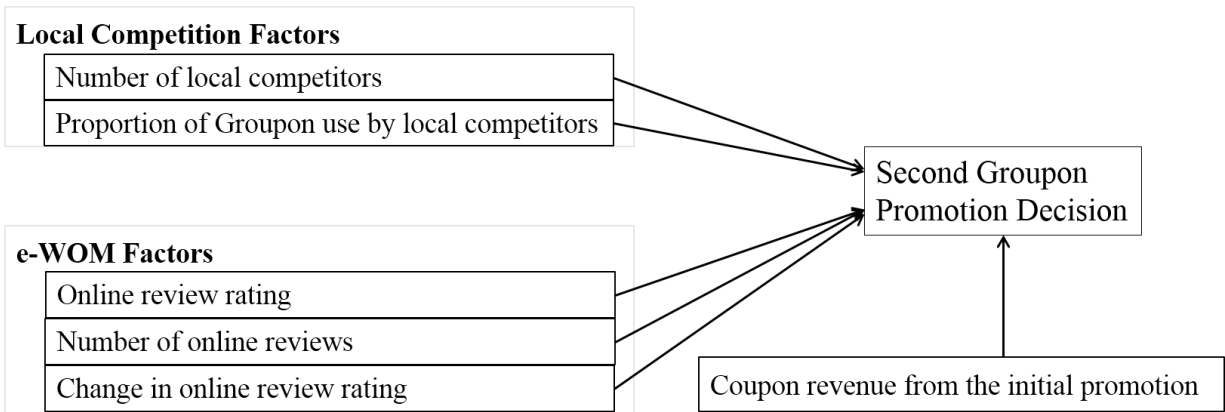 Local Competition Factors
Number of local competitors
Proportion of Groupon use by local competitors
Second Groupon
Promotion Decision
e-WOM Factors
Online review rating
Number of online reviews
Change in online review rating
Coupon revenue from the initial promotion